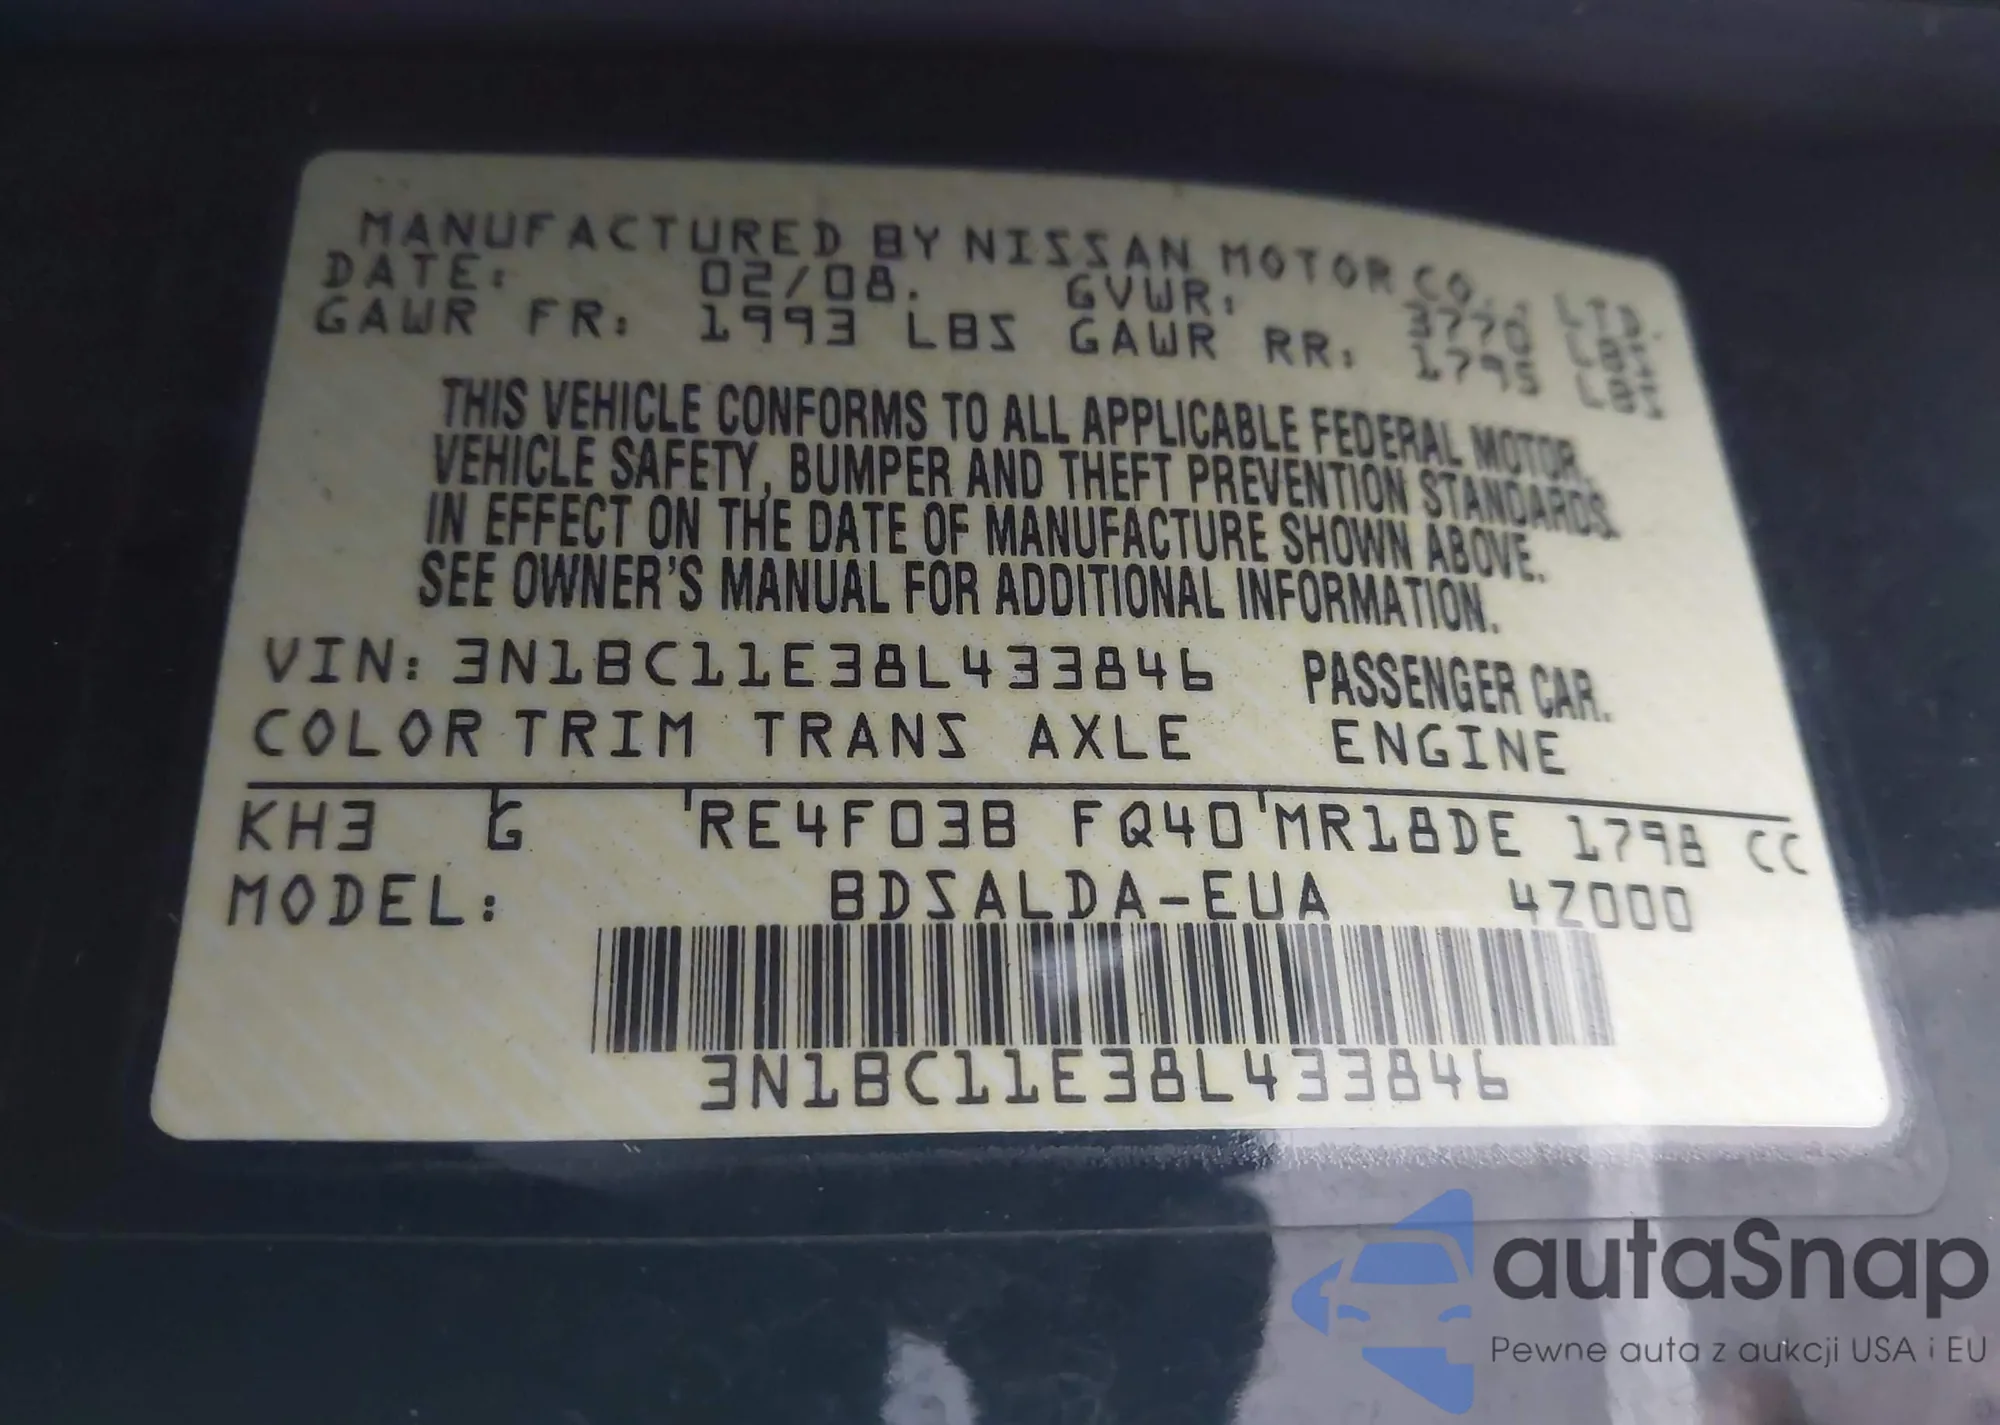 MANUFACTURED BY NISSAN MOTOR CO., LTD.
DATE: 02/08. GVWR: 3770 LBS
GAWR FR: 1993 LBS GAWR RR: 1795 LBS
THIS VEHICLE CONFORMS TO ALL APPLICABLE FEDERAL MOTOR
VEHICLE SAFETY, BUMPER AND THEFT PREVENTION STANDARDS
IN EFFECT ON THE DATE OF MANUFACTURE SHOWN ABOVE.
SEE OWNER'S MANUAL FOR ADDITIONAL INFORMATION.
VIN: 3N1BC11E38L433846 PASSENGER CAR.
COLOR TRIM TRANS AXLE ENGINE
KH3 G RE4F03B FQ40 MR18DE 1798 CC
MODEL: BDSALDA-EUA 4Z000
3N1BC11E38L433846
autaSnap
Pewne auta z aukcji USA i EU